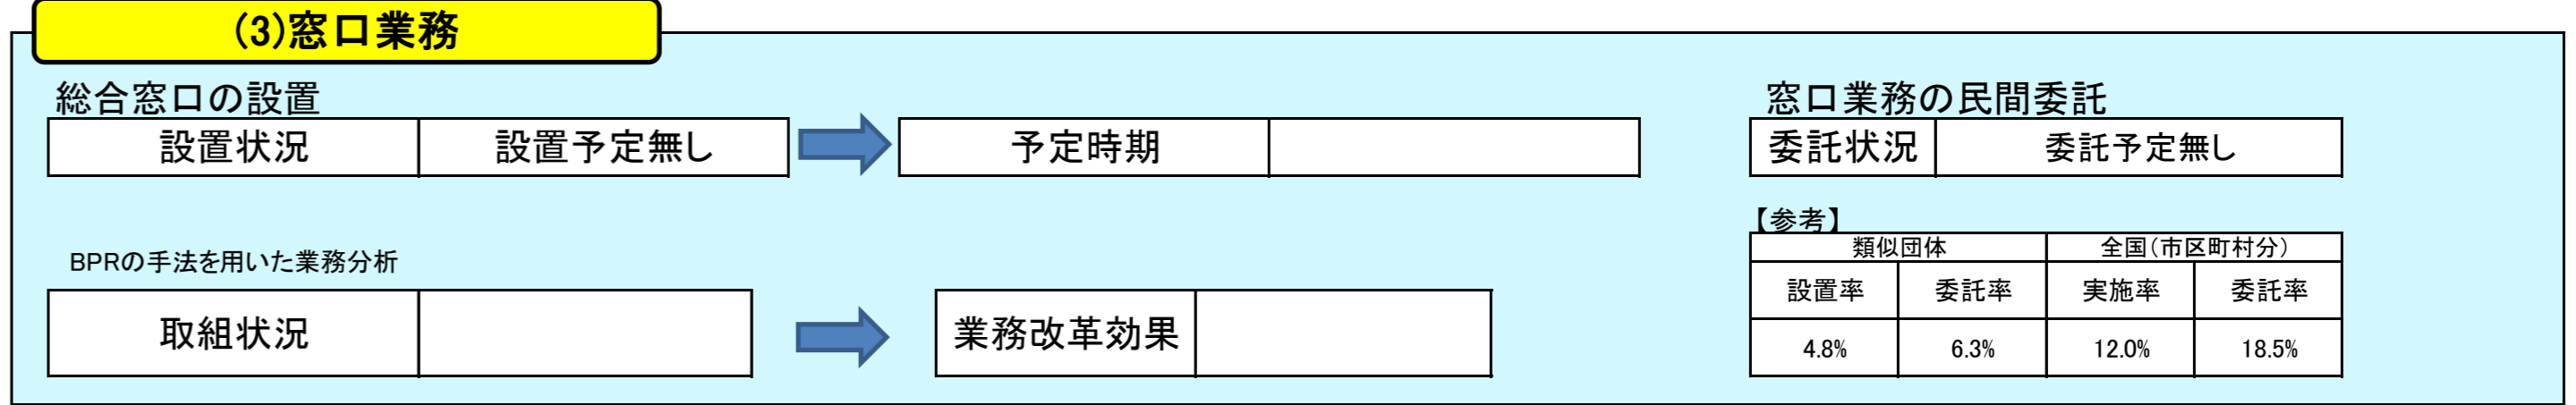 (3)窓口業務
総合窓口の設置
設置状況 設置予定無し 予定時期
窓口業務の民間委託
委託状況 委託予定無し
BPRの手法を用いた業務分析
取組状況 業務改革効果
【参考】
類似団体 全国(市区町村分)
設置率 委託率 実施率 委託率
4.8% 6.3% 12.0% 18.5%